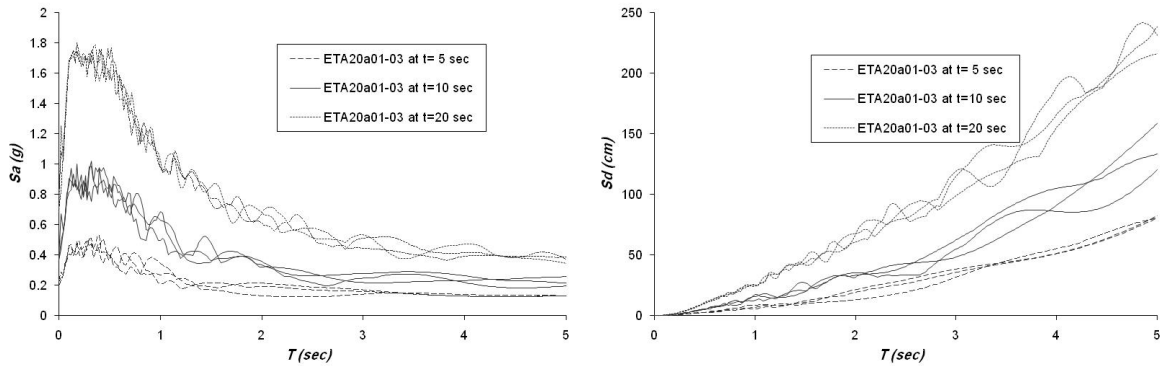 2
1.8
1.6
1.4
1.2
1
0.8
0.6
0.4
0.2
0
Sa (g)
ETA20a01-03 at t= 5 sec
ETA20a01-03 at t=10 sec
ETA20a01-03 at t=20 sec
0 1 2 3 4 5
T (sec)
250
200
150
100
50
0
Sd (cm)
ETA20a01-03 at t= 5 sec
ETA20a01-03 at t=10 sec
ETA20a01-03 at t=20 sec
0 1 2 3 4 5
T (sec)